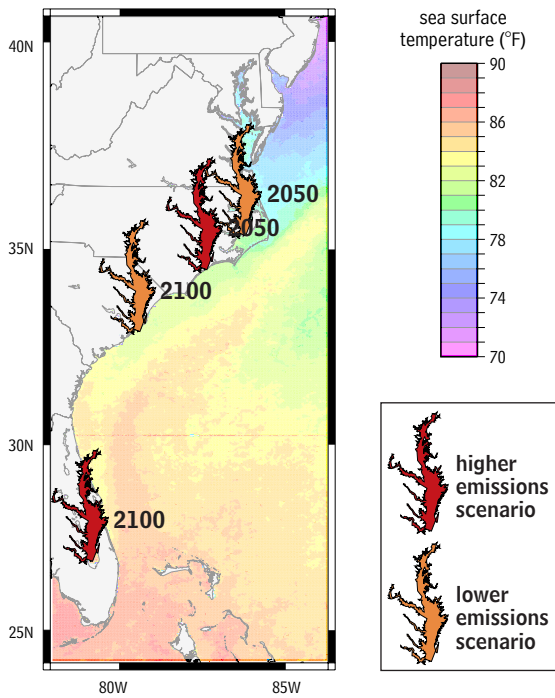 sea surface
temperature (°F)
40N
35N
30N
25N
80W
85W
90
86
82
78
74
70
2050
2050
2100
2100
higher
emissions
scenario
lower
emissions
scenario